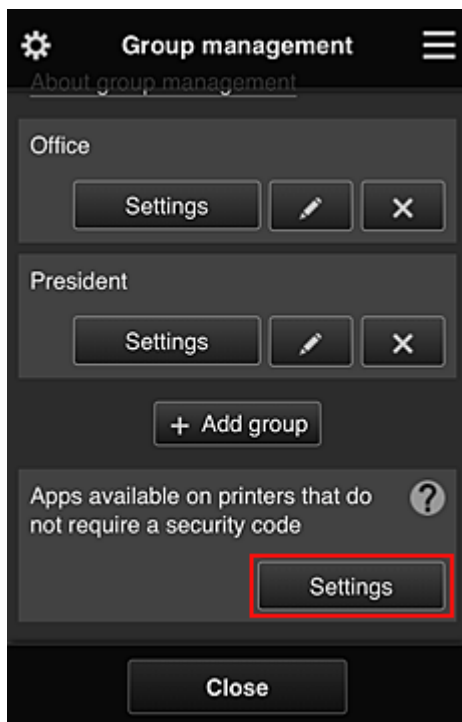 Group management
About group management
Office
Settings
President
Settings
+ Add group
Apps available on printers that do
not require a security code
?
Settings
Close